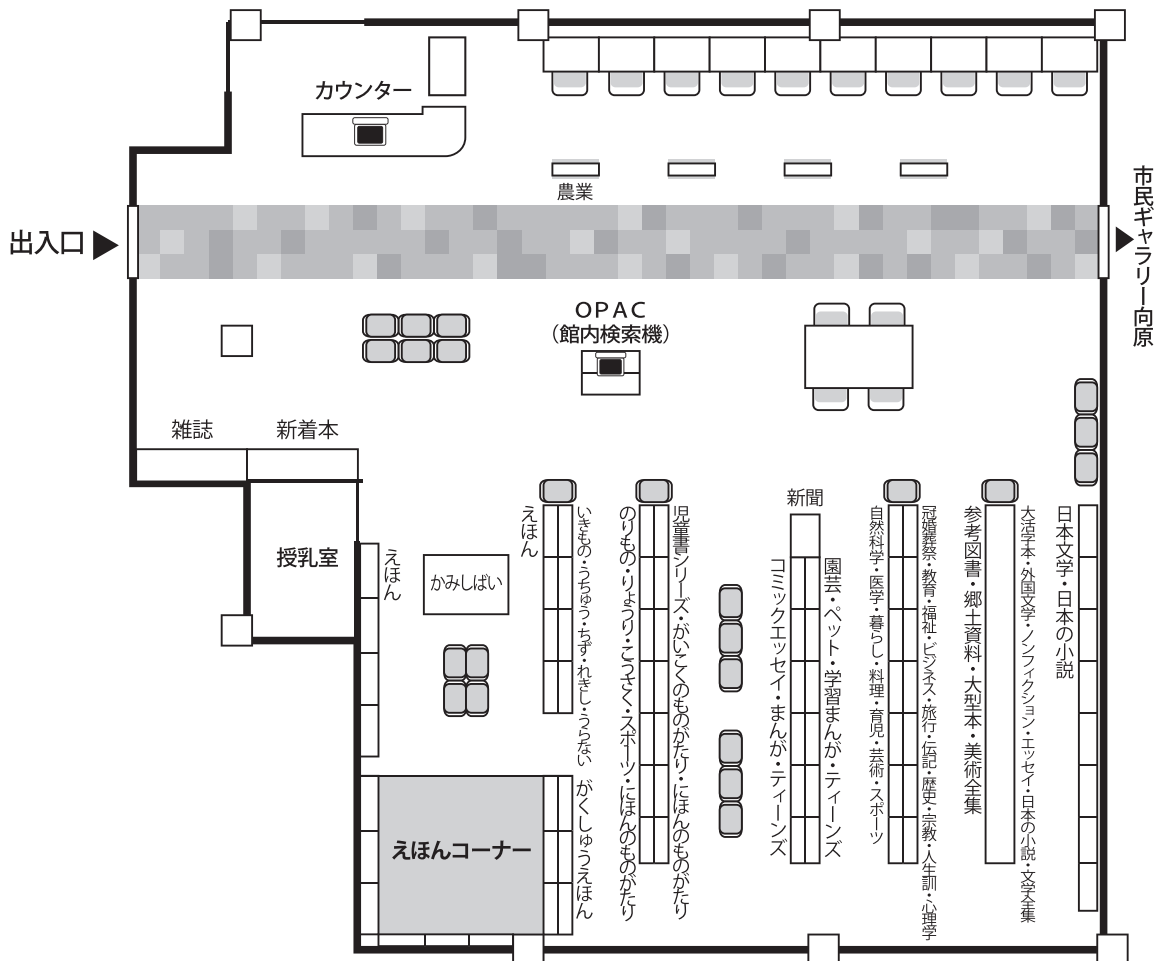 カウンター
農業
出入口
市民ギャラリー向原
OPAC
（館内検索機）
雑誌
新着本
授乳室
えほん
かみしばい
えほん
いきもの・うちゅう・ちず・れきし・うらない
がくしゅうえほん
えほんコーナー
のりもの・りょうり・こうさく・スポーツ・にほんのものがたり
児童書シリーズ・がいこくのものがたり・にほんのものがたり
新聞
コミックエッセイ・まんが・ティーンズ
園芸・ペット・学習まんが・ティーンズ
自然科学・医学・暮らし・料理・育児・芸術・スポーツ
冠婚葬祭・教育・福祉・ビジネス・旅行・伝記・歴史・宗教・人生訓・心理学
参考図書・郷土資料・大型本・美術全集
大活字本・外国文学・ノンフィクション・エッセイ・日本の小説・文学全集
日本文学・日本の小説